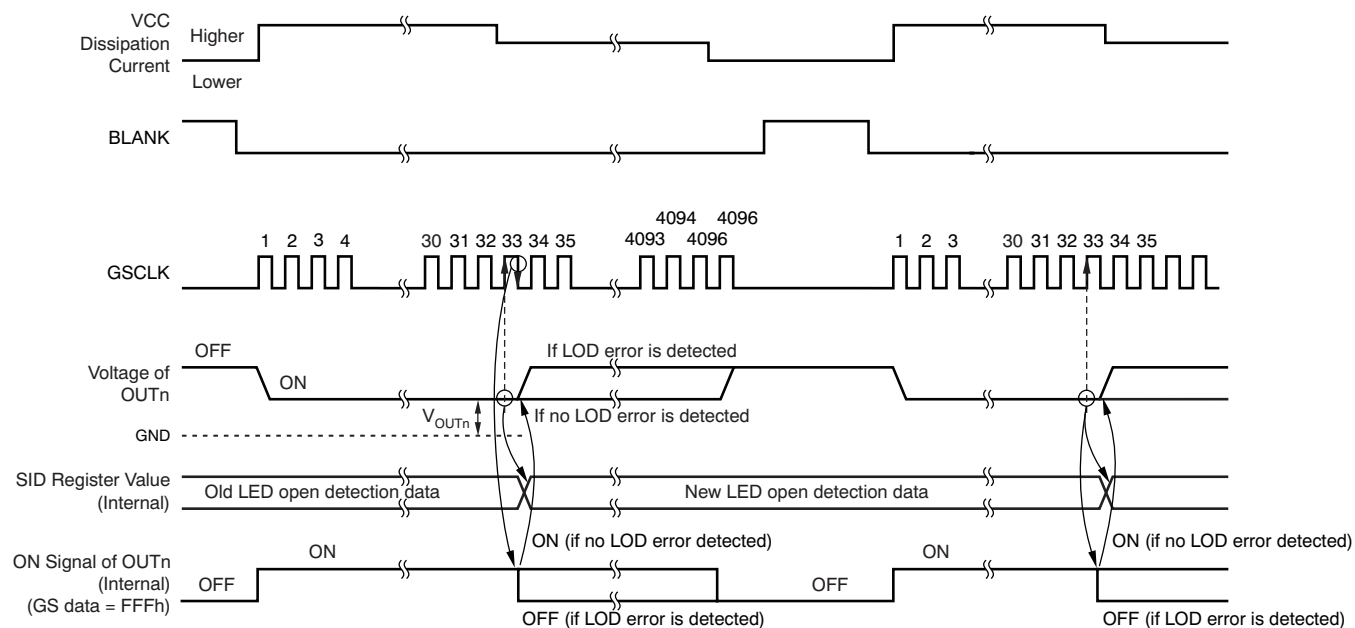 VCC
Dissipation
Current
Higher
Lower
BLANK
4094 4096
1 2 3 4 30 31 32 33 34 35 4093 4096 1 2 3 30 31 32 33 34 35
GSCLK
OFF
If LOD error is detected
Voltage of
OUTn
ON
VOUTn
If no LOD error is detected
GND
SID Register Value
(Internal)
Old LED open detection data
New LED open detection data
ON (if no LOD error detected)
ON (if no LOD error detected)
ON Signal of OUTn
(Internal)
(GS data = FFFh)
OFF
ON
OFF
ON
OFF (if LOD error is detected)
OFF (if LOD error is detected)